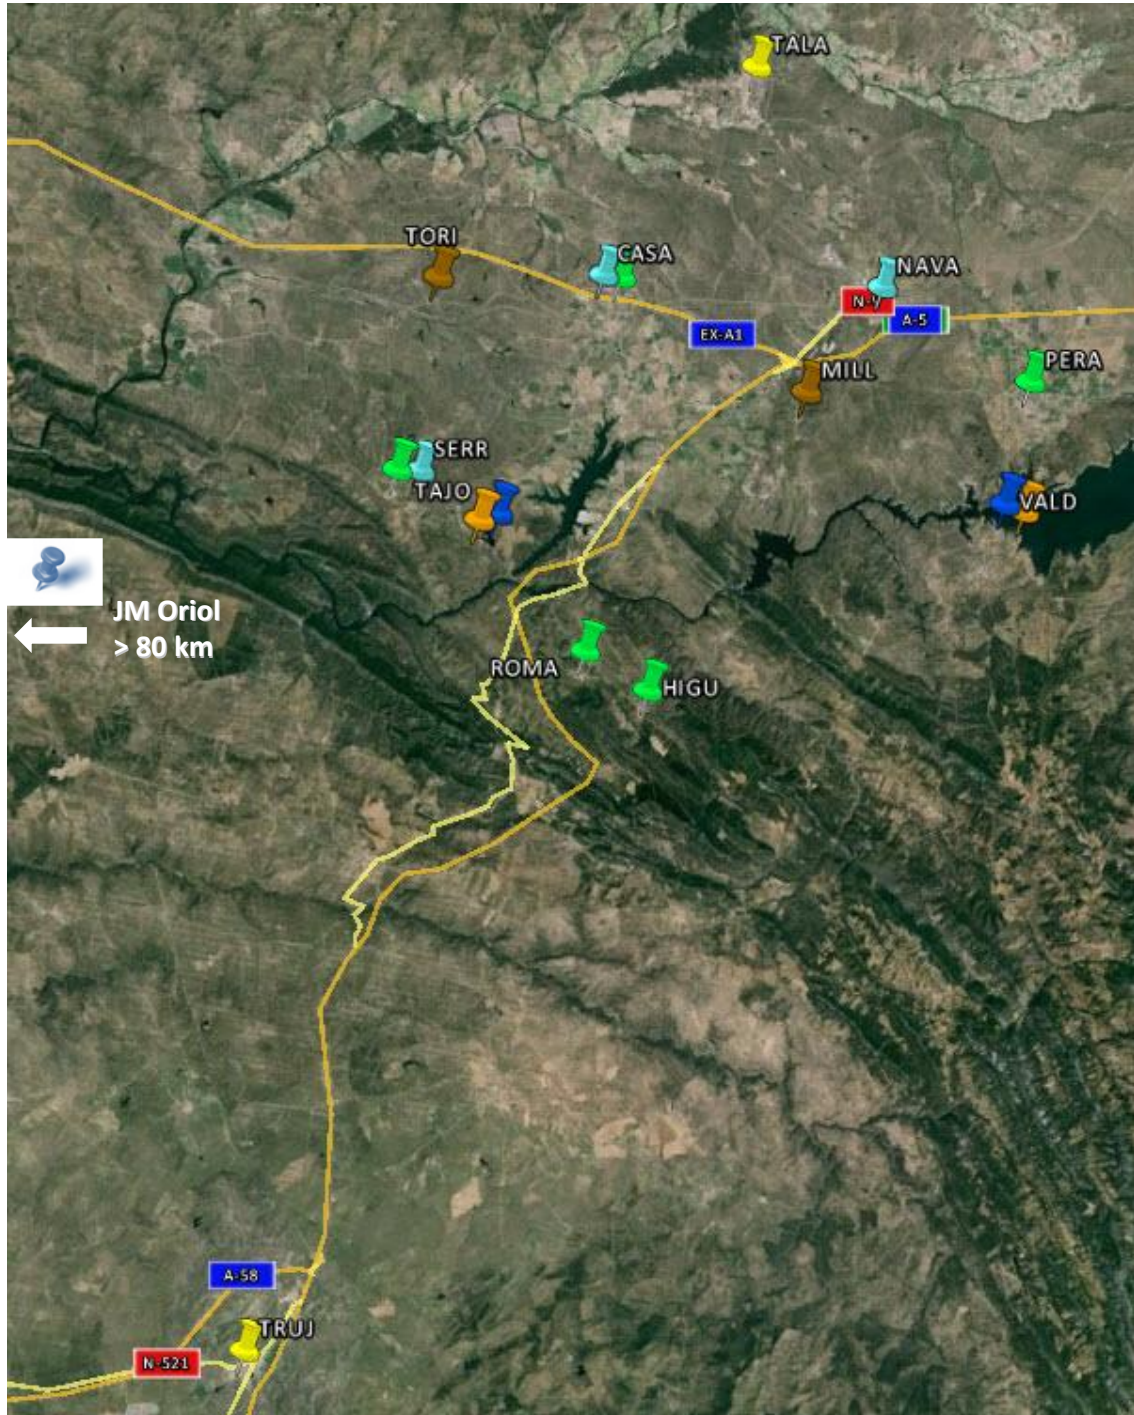 TALA
TORI
CASA
NAVA
N-V
A-5
EX-A1
PERA
MILL
SERR
TAJO
VALD
JM Oriol
> 80 km
ROMA
HIGU
A-58
TRUJ
N-521